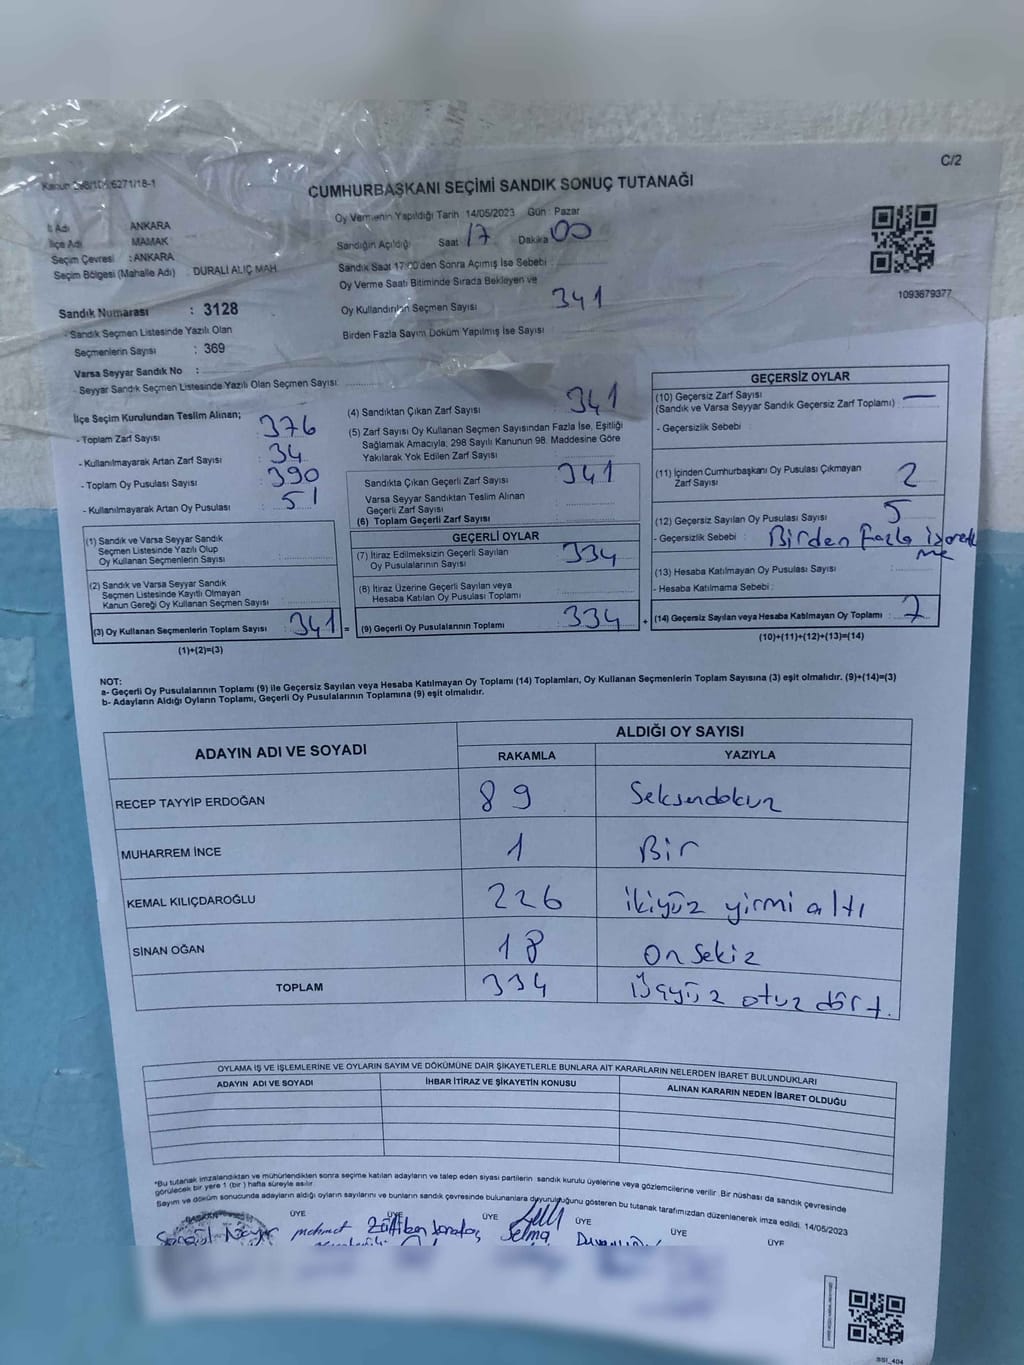 C/2
CUMHURBAŞKANI SEÇİMİ SANDIK SONUÇ TUTANAĞI
İl Adı ANKARA
İlçe Adı MAMAK
Seçim Çevresi : ANKARA
Seçim Bölgesi (Mahalle Adı) : DURALİ ALIÇ MAH.
Oy Vermenin Yapıldığı Tarih 14/05/2023 Gün : Pazar
Sandığın Açıldığı Saat 17 Dakika 00
Sandık Saat 17:00'den Sonra Açımış İse Sebebi :
Oy Verme Saati Bitiminde Sırada Bekleyen ve
Oy Kullandırılan Seçmen Sayısı 341
Birden Fazla Sayım Döküm Yapılmış İse Sayısı :
1093679377
Sandık Numarası : 3128
- Sandık Seçmen Listesinde Yazılı Olan
Seçmenlerin Sayısı : 369
Varsa Seyyar Sandık No :
- Seyyar Sandık Seçmen Listesinde Yazılı Olan Seçmen Sayısı:
İlçe Seçim Kurulundan Teslim Alınan;
- Toplam Zarf Sayısı : 376
- Kullanılmayarak Artan Zarf Sayısı : 34
- Toplam Oy Pusulası Sayısı : 390
- Kullanılmayarak Artan Oy Pusulası : 51
(1) Sandık ve Varsa Seyyar Sandık
Seçmen Listesinde Yazılı Olup
Oy Kullanan Seçmenlerin Sayısı :
(2) Sandık ve Varsa Seyyar Sandık
Seçmen Listesinde Kayıtlı Olmayan
Kanun Gereği Oy Kullanan Seçmen Sayısı :
(3) Oy Kullanan Seçmenlerin Toplam Sayısı : 341 =
(1)+(2)=(3)
(4) Sandıktan Çıkan Zarf Sayısı : 341
(5) Zarf Sayısı Oy Kullanan Seçmen Sayısından Fazla İse, Eşitliği
Sağlamak Amacıyla; 298 Sayılı Kanunun 98. Maddesine Göre
Yakılarak Yok Edilen Zarf Sayısı :
Sandıkta Çıkan Geçerli Zarf Sayısı : 341
Varsa Seyyar Sandıktan Teslim Alınan
Geçerli Zarf Sayısı :
(6) Toplam Geçerli Zarf Sayısı :
GEÇERLİ OYLAR
(7) İtiraz Edilmeksizin Geçerli Sayılan
Oy Pusulalarının Sayısı : 334
(8) İtiraz Üzerine Geçerli Sayılan veya
Hesaba Katılan Oy Pusulası Toplamı :
(9) Geçerli Oy Pusulalarının Toplamı : 334 +
GEÇERSİZ OYLAR
(10) Geçersiz Zarf Sayısı
(Sandık ve Varsa Seyyar Sandık Geçersiz Zarf Toplamı) : —
- Geçersizlik Sebebi :
(11) İçinden Cumhurbaşkanı Oy Pusulası Çıkmayan
Zarf Sayısı : 2
(12) Geçersiz Sayılan Oy Pusulası Sayısı : 5
- Geçersizlik Sebebi : Birden fazla
(13) Hesaba Katılmayan Oy Pusulası Sayısı :
- Hesaba Katılmama Sebebi :
(14) Geçersiz Sayılan veya Hesaba Katılmayan Oy Toplamı : 7
(10)+(11)+(12)+(13)=(14)
NOT:
a- Geçerli Oy Pusulalarının Toplamı (9) ile Geçersiz Sayılan veya Hesaba Katılmayan Oy Toplamı (14) Toplamları, Oy Kullanan Seçmenlerin Toplam Sayısına (3) eşit olmalıdır. (9)+(14)=(3)
b- Adayların Aldığı Oyların Toplamı, Geçerli Oy Pusulalarının Toplamına (9) eşit olmalıdır.
ADAYIN ADI VE SOYADI ALDIĞI OY SAYISI
RAKAMLA YAZIYLA
RECEP TAYYİP ERDOĞAN 89 Seksendokuz
MUHARREM İNCE 1 Bir
KEMAL KILIÇDAROĞLU 226 ikiyüz yirmi altı
SİNAN OĞAN 18 on sekiz
TOPLAM 334 üçyüz otuz dört.
OYLAMA İŞ VE İŞLEMLERİNE VE OYLARIN SAYIM VE DÖKÜMÜNE DAİR ŞİKAYETLERLE BUNLARA AİT KARARLARIN NELERDEN İBARET BULUNDUKLARI
ADAYIN ADI VE SOYADI İHBAR İTİRAZ VE ŞİKAYETİN KONUSU ALINAN KARARIN NEDEN İBARET OLDUĞU
*Bu tutanak imzalandıktan ve mühürlendikten sonra seçime katılan adayların ve talep eden siyasi partilerin sandık kurulu üyelerine veya gözlemcilerine verilir. Bir nüshası da sandık çevresinde
görülecek bir yere 1 (bir ) hafta süreyle asılır.
Sayım ve döküm sonucunda adayların aldığı oyların sayılarını ve bunların sandık çevresinde bulunanlara duyurulduğunu gösteren bu tutanak tarafımızdan düzenlenerek imza edildi. 14/05/2023
ÜYE ÜYE ÜYE ÜYE ÜYE ÜYE
mehmet Selma